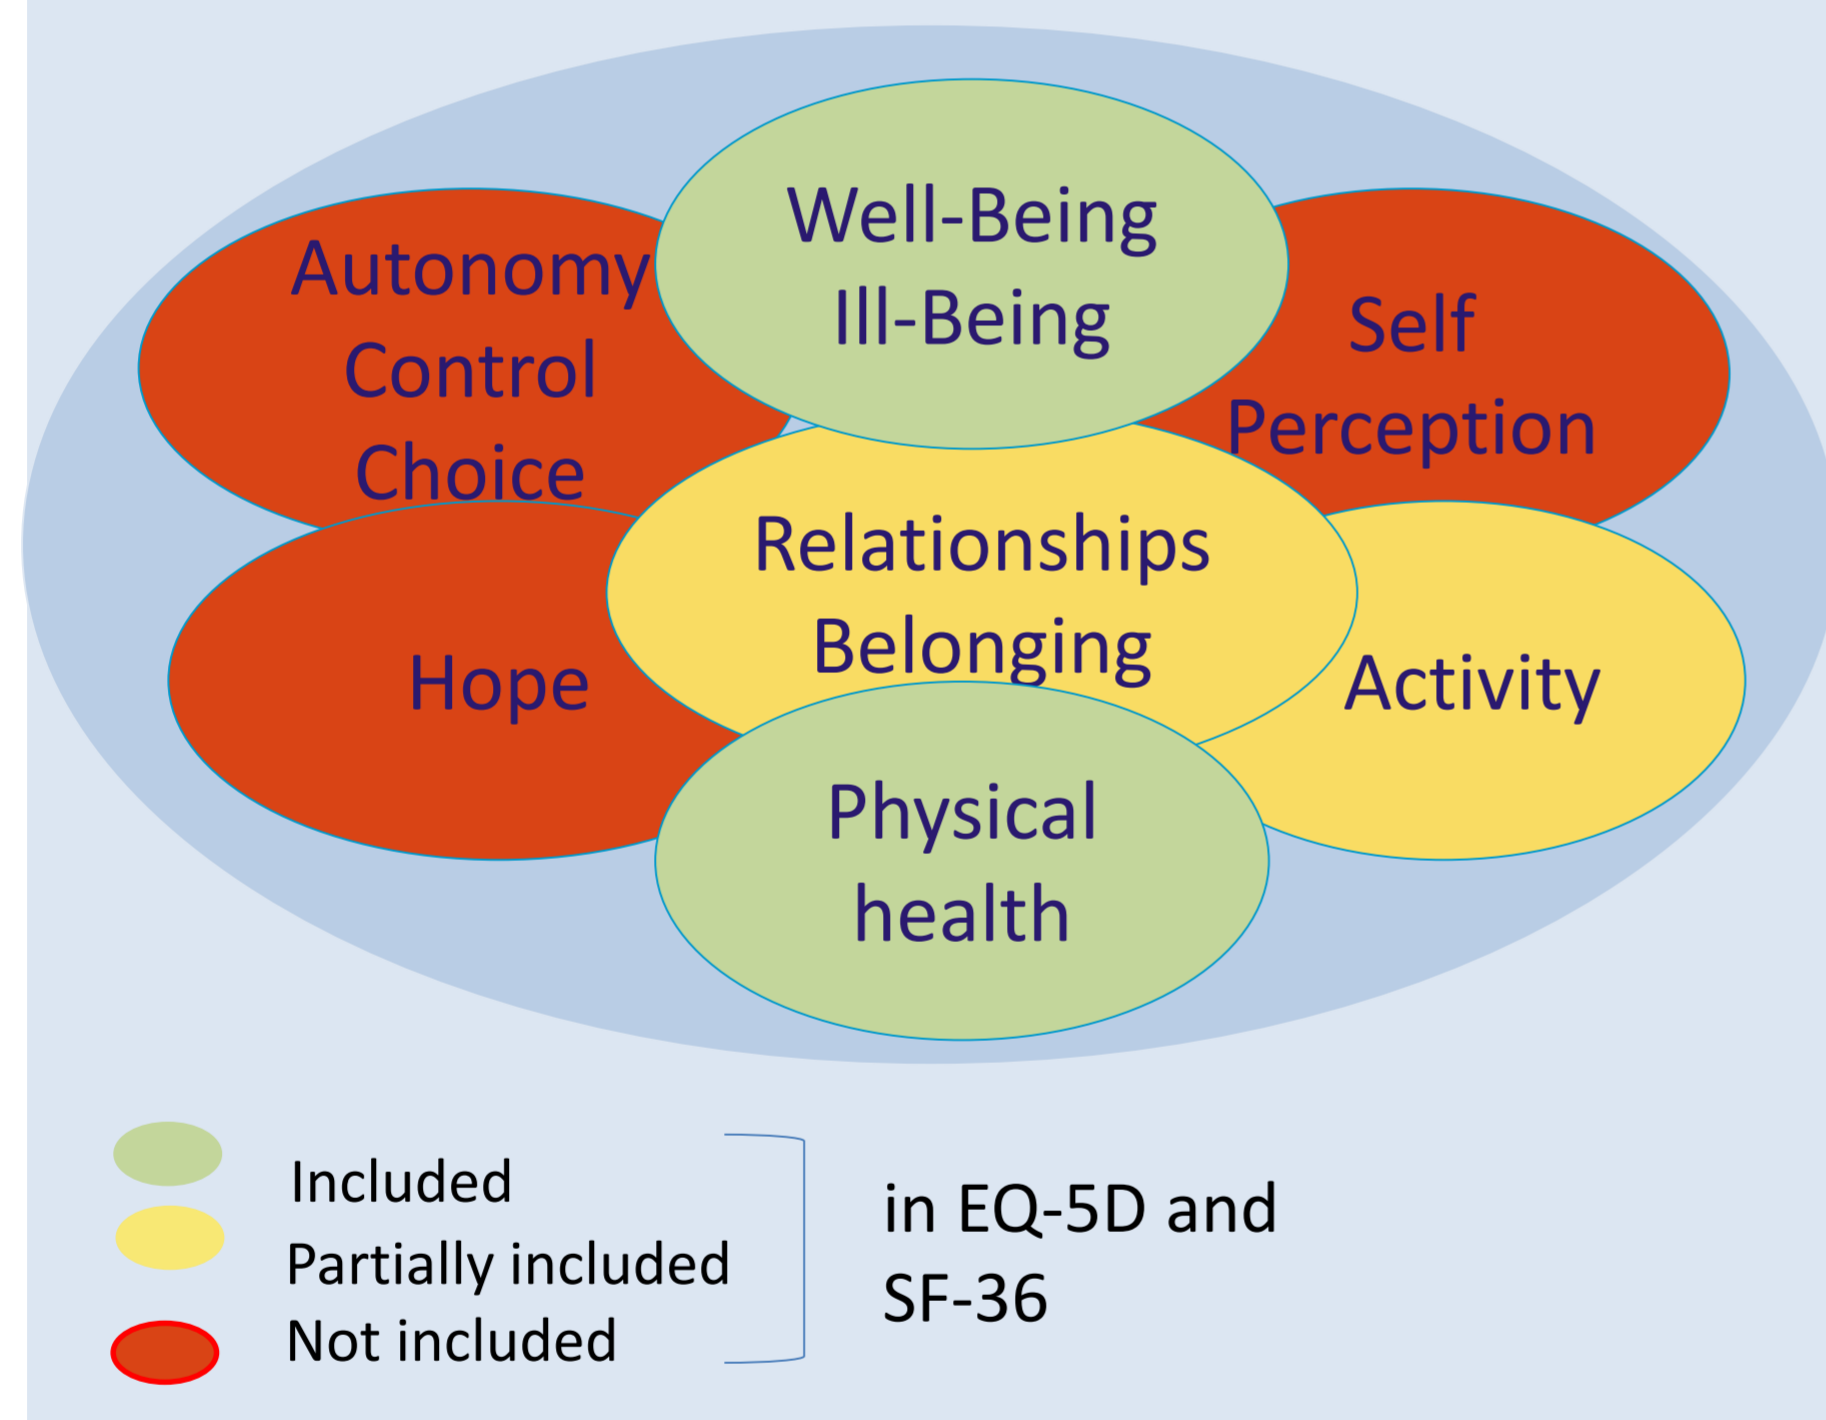 Well-Being
Ill-Being
Autonomy
Control
Choice
Self
Perception
Relationships
Belonging
Hope
Activity
Physical
health
Included
Partially included
Not included
in EQ-5D and
SF-36